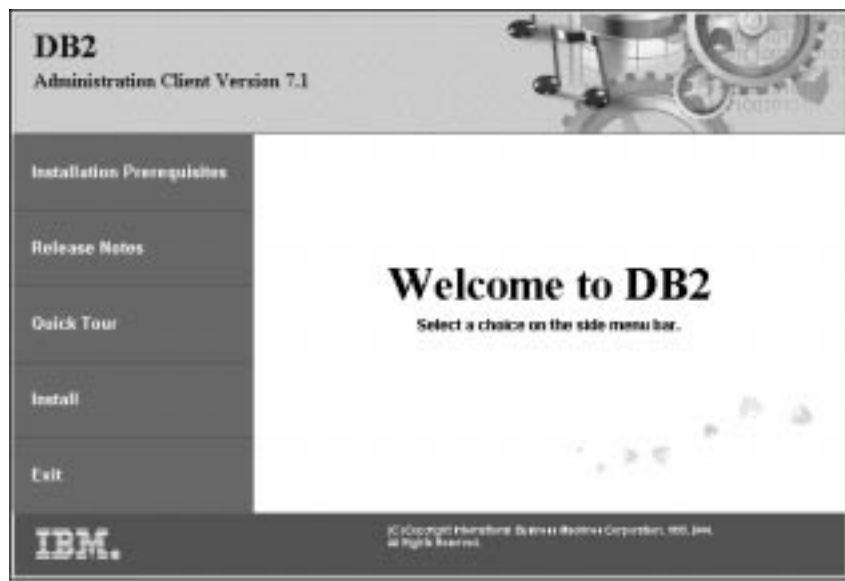 DB2
Administration Client Version 7.1
Installation Prerequisites
Release Notes
Quick Tour
Install
Exit
Welcome to DB2
Select a choice on the side menu bar.
IBM.
(C) Copyright International Business Machines Corporation,
All Rights Reserved.